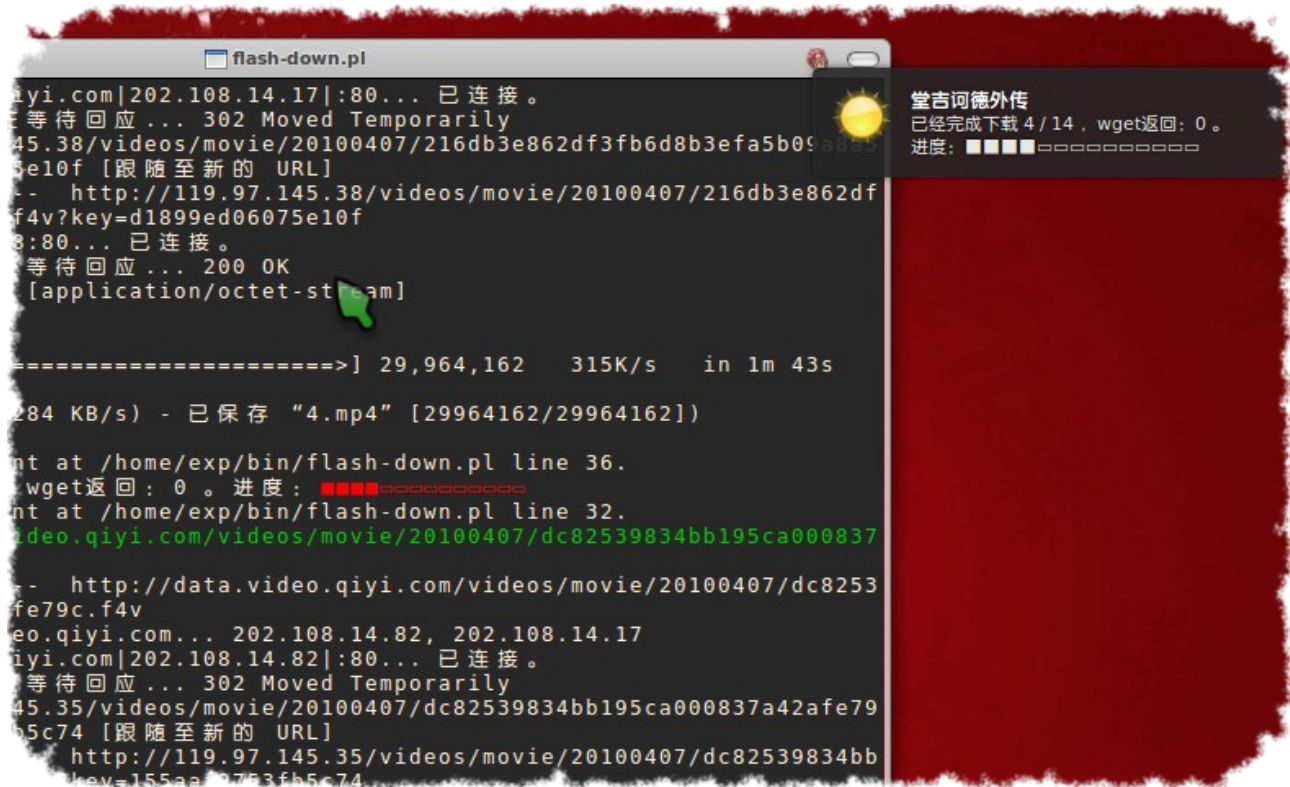 flash-down.pl
iyi.com|202.108.14.17|:80... 已连接。
等待回应... 302 Moved Temporarily
45.38/videos/movie/20100407/216db3e862df3fb6d8b3efa5b09a8a5
5e10f [跟随至新的 URL]
-- http://119.97.145.38/videos/movie/20100407/216db3e862df
f4v?key=d1899ed06075e10f
8:80... 已连接。
等待回应... 200 OK
[application/octet-stream]
=====================>] 29,964,162 315K/s in 1m 43s
284 KB/s) - 已保存 “4.mp4” [29964162/29964162])
nt at /home/exp/bin/flash-down.pl line 36.
wget返回: 0 。进度: ■■■■▭▭▭▭▭▭▭▭▭▭
nt at /home/exp/bin/flash-down.pl line 32.
ideo.qiyi.com/videos/movie/20100407/dc82539834bb195ca000837
-- http://data.video.qiyi.com/videos/movie/20100407/dc8253
fe79c.f4v
eo.qiyi.com... 202.108.14.82, 202.108.14.17
iyi.com|202.108.14.82|:80... 已连接。
等待回应... 302 Moved Temporarily
45.35/videos/movie/20100407/dc82539834bb195ca000837a42afe79
b5c74 [跟随至新的 URL]
http://119.97.145.35/videos/movie/20100407/dc82539834bb
堂吉诃德外传
已经完成下载 4 / 14 ，wget返回：0 。
进度：■■■■▭▭▭▭▭▭▭▭▭▭